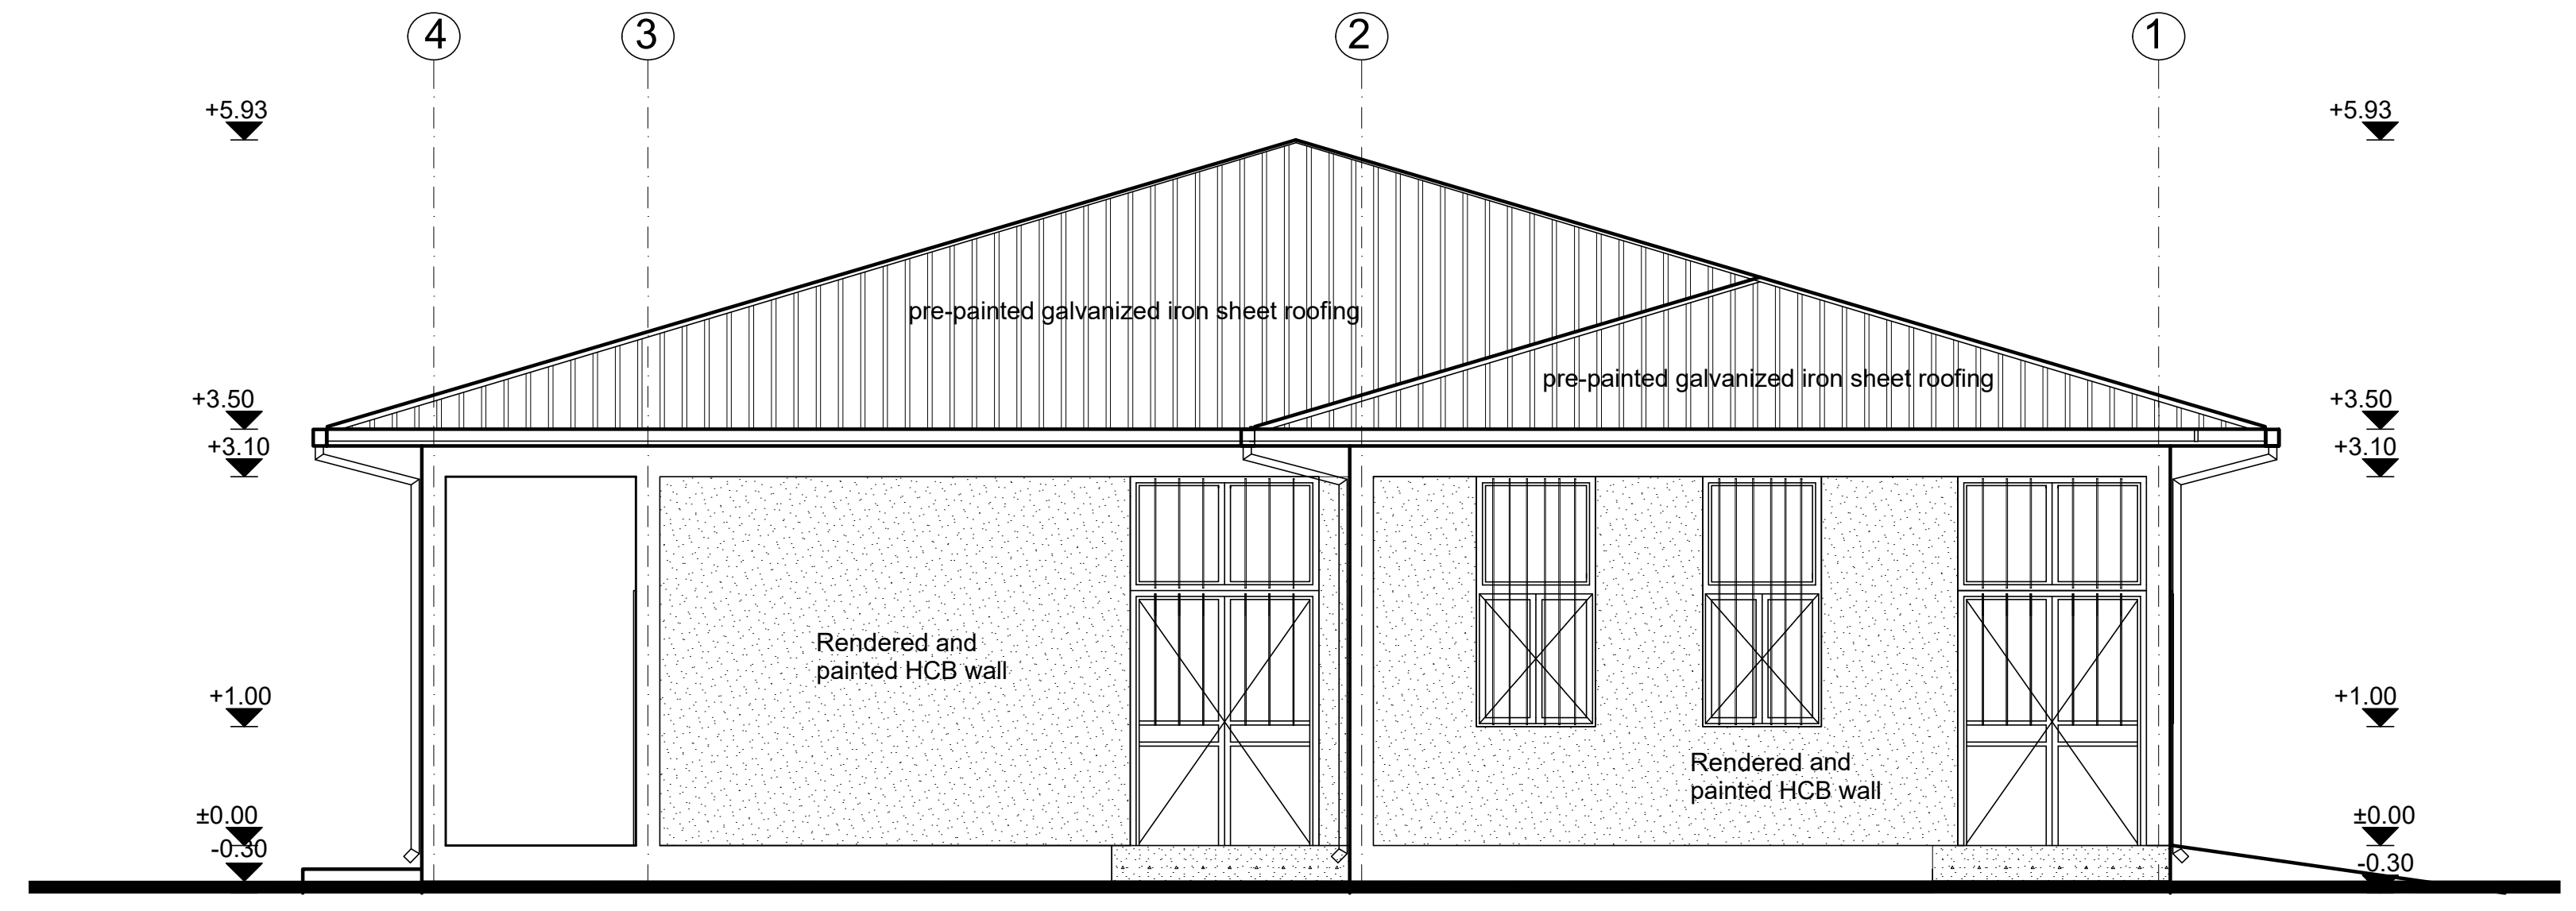 4 3 2 1
+5.93 +5.93
pre-painted galvanized iron sheet roofing
pre-painted galvanized iron sheet roofing
+3.50 +3.50
+3.10 +3.10
Rendered and
painted HCB wall
+1.00 +1.00
Rendered and
painted HCB wall
±0.00 ±0.00
-0.30 -0.30